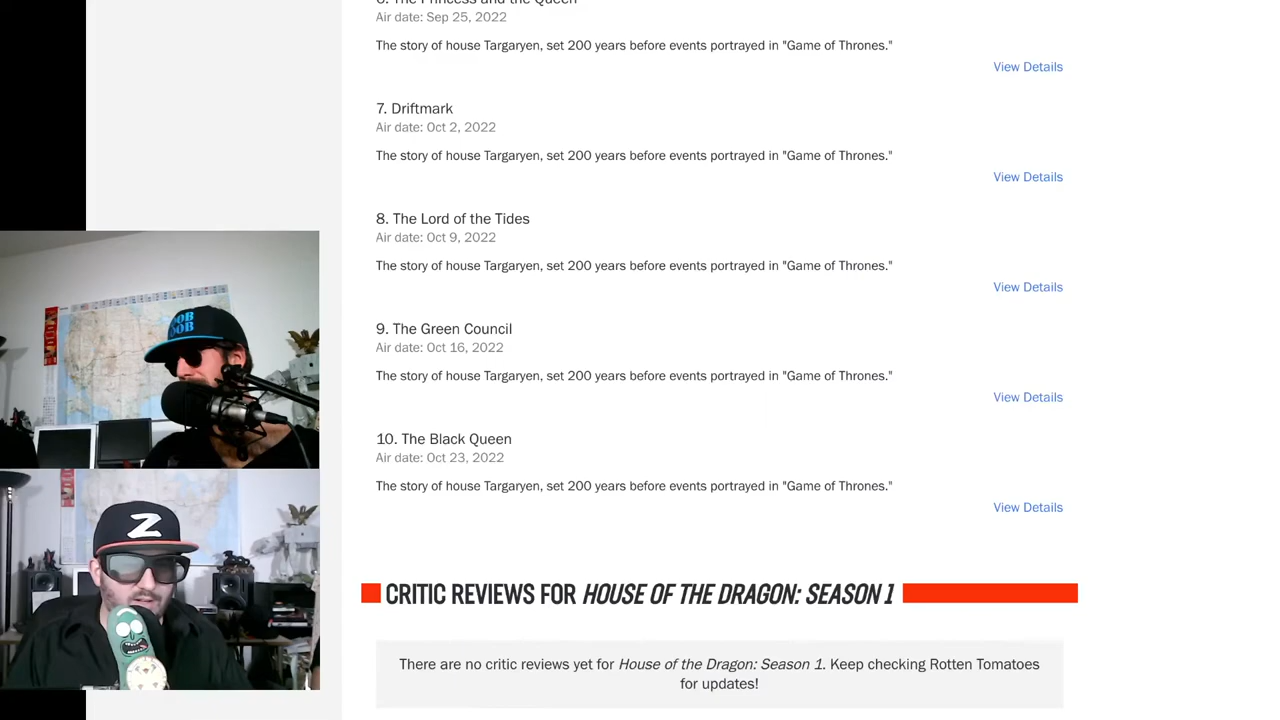 6. The Princess and the Queen
Air date: Sep 25, 2022
The story of house Targaryen, set 200 years before events portrayed in "Game of Thrones."
View Details
7. Driftmark
Air date: Oct 2, 2022
The story of house Targaryen, set 200 years before events portrayed in "Game of Thrones."
View Details
8. The Lord of the Tides
Air date: Oct 9, 2022
The story of house Targaryen, set 200 years before events portrayed in "Game of Thrones."
View Details
9. The Green Council
Air date: Oct 16, 2022
The story of house Targaryen, set 200 years before events portrayed in "Game of Thrones."
View Details
10. The Black Queen
Air date: Oct 23, 2022
The story of house Targaryen, set 200 years before events portrayed in "Game of Thrones."
View Details
CRITIC REVIEWS FOR HOUSE OF THE DRAGON: SEASON 1
There are no critic reviews yet for House of the Dragon: Season 1. Keep checking Rotten Tomatoes
for updates!
Z